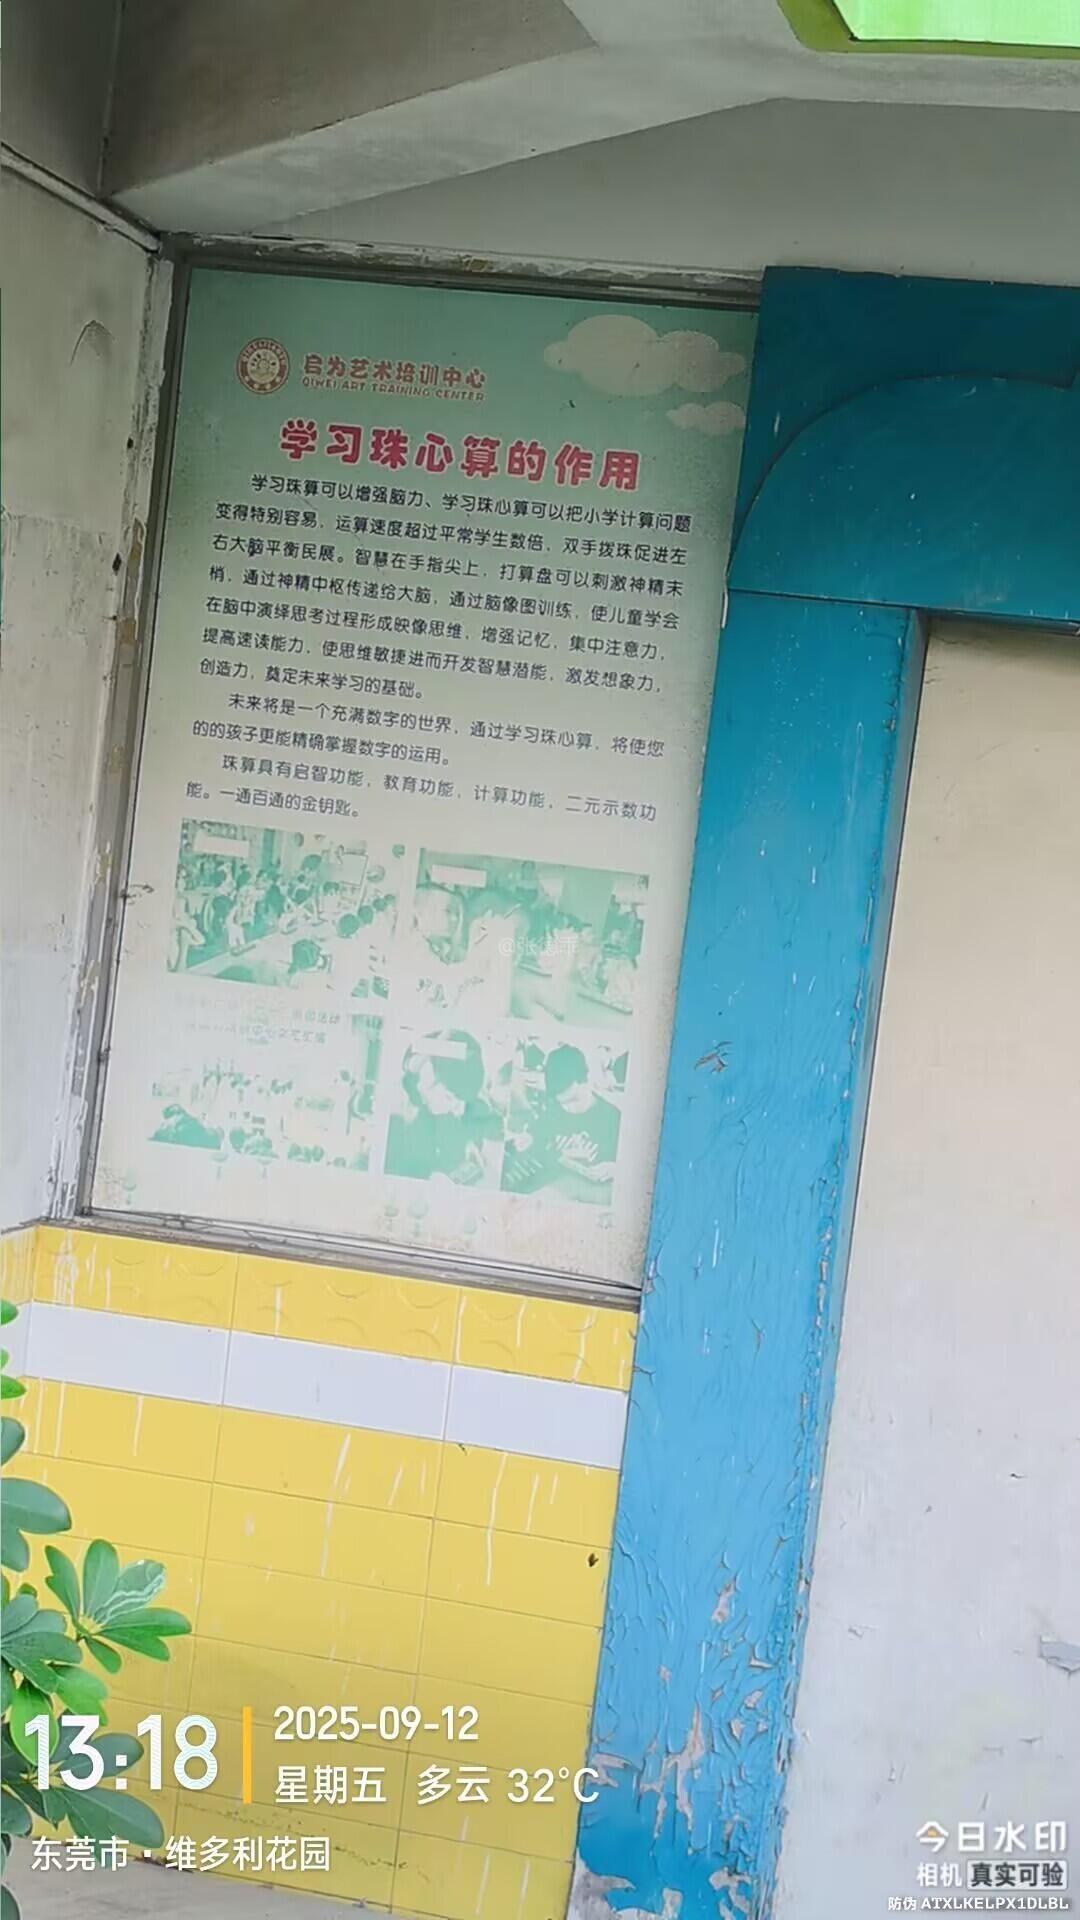 启为艺术培训中心
QIWEI ART TRAINING CENTER
学习珠心算的作用
学习珠算可以增强脑力、学习珠心算可以把小学计算问题
变得特别容易，运算速度超过平常学生数倍，双手拨珠促进左
右大脑平衡民展。智慧在手指尖上，打算盘可以刺激神精末
梢，通过神精中枢传递给大脑，通过脑像图训练，使儿童学会
在脑中演绎思考过程形成映像思维，增强记忆，集中注意力，
提高速读能力，使思维敏捷进而开发智慧潜能，激发想象力，
创造力，奠定未来学习的基础。
未来将是一个充满数字的世界，通过学习珠心算，将使您
的的孩子更能精确掌握数字的运用。
珠算具有启智功能，教育功能，计算功能，二元示数功
能。一通百通的金钥匙。
@张德乖
13:18
2025-09-12
星期五 多云 32°C
东莞市·维多利花园
今日水印
相机 真实可验
防伪 ATXLKELPX1DLBL